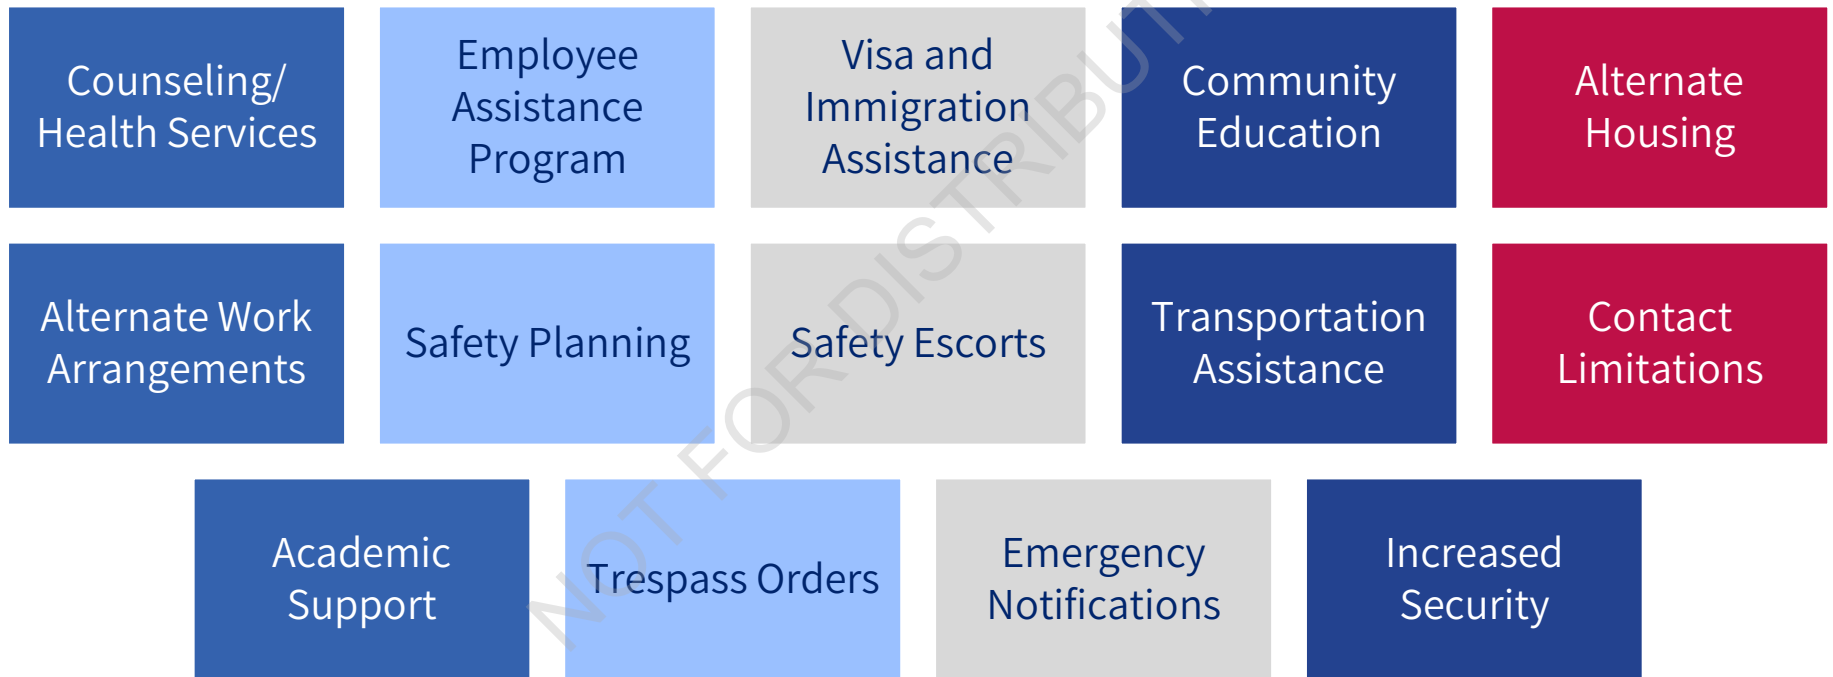 Counseling/
Health Services
Employee
Assistance
Program
Visa and
Immigration
Assistance
Community
Education
Alternate
Housing
Alternate Work
Arrangements
Safety Planning
Safety Escorts
Transportation
Assistance
Contact
Limitations
Academic
Support
Trespass Orders
Emergency
Notifications
Increased
Security
NOT FOR DISTRIBUTI